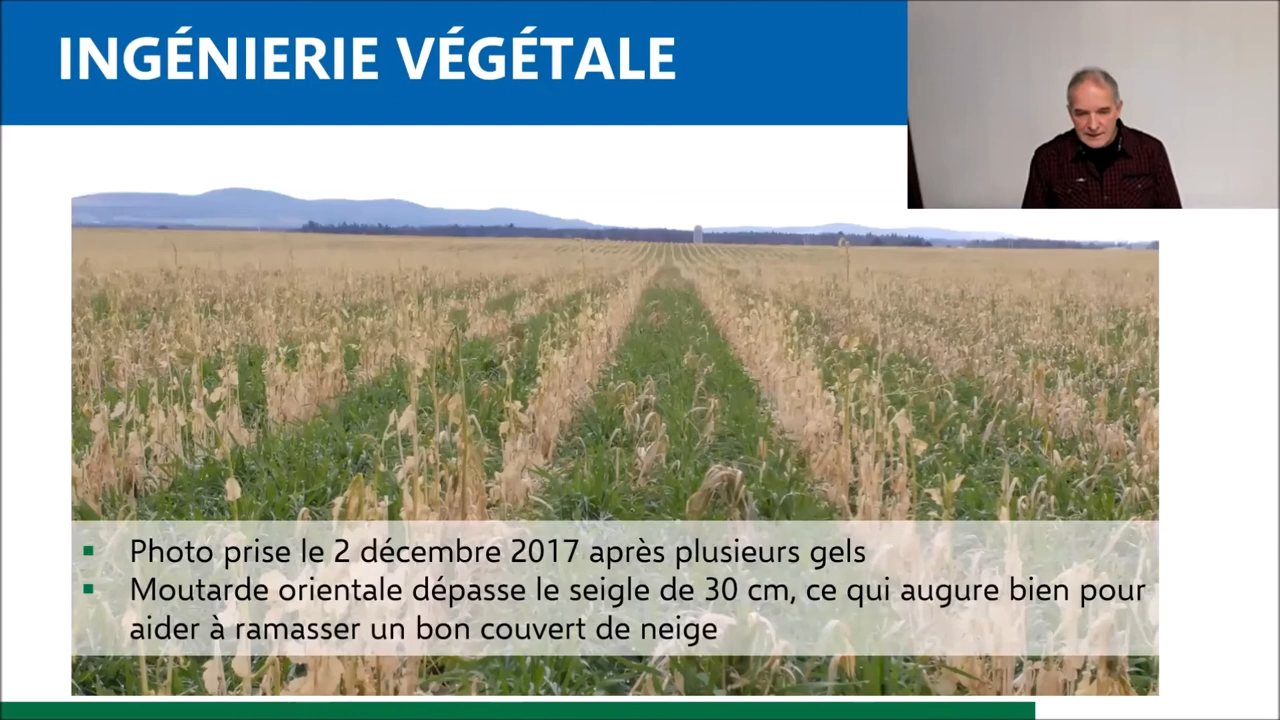 INGÉNIERIE VÉGÉTALE
▪ Photo prise le 2 décembre 2017 après plusieurs gels
▪ Moutarde orientale dépasse le seigle de 30 cm, ce qui augure bien pour
aider à ramasser un bon couvert de neige